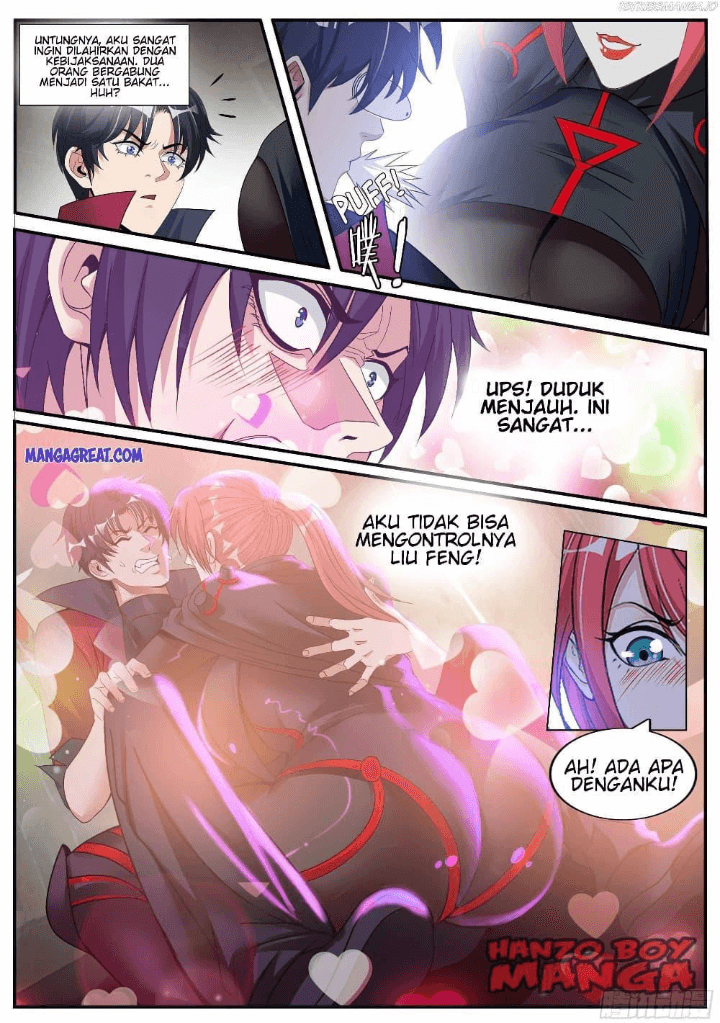 UNTUNGNYA, AKU SANGAT
INGIN DILAHIRKAN DENGAN
KEBIJAKSANAAN. DUA
ORANG BERGABUNG
MENJADI SATU BAKAT...
HUH?
PUFF!
UPS! DUDUK
MENJAUH. INI
SANGAT...
MANGAGREAT.COM
AKU TIDAK BISA
MENGONTROLNYA
LIU FENG!
AH! ADA APA
DENGANKU!
HANZO BOY
MANGA